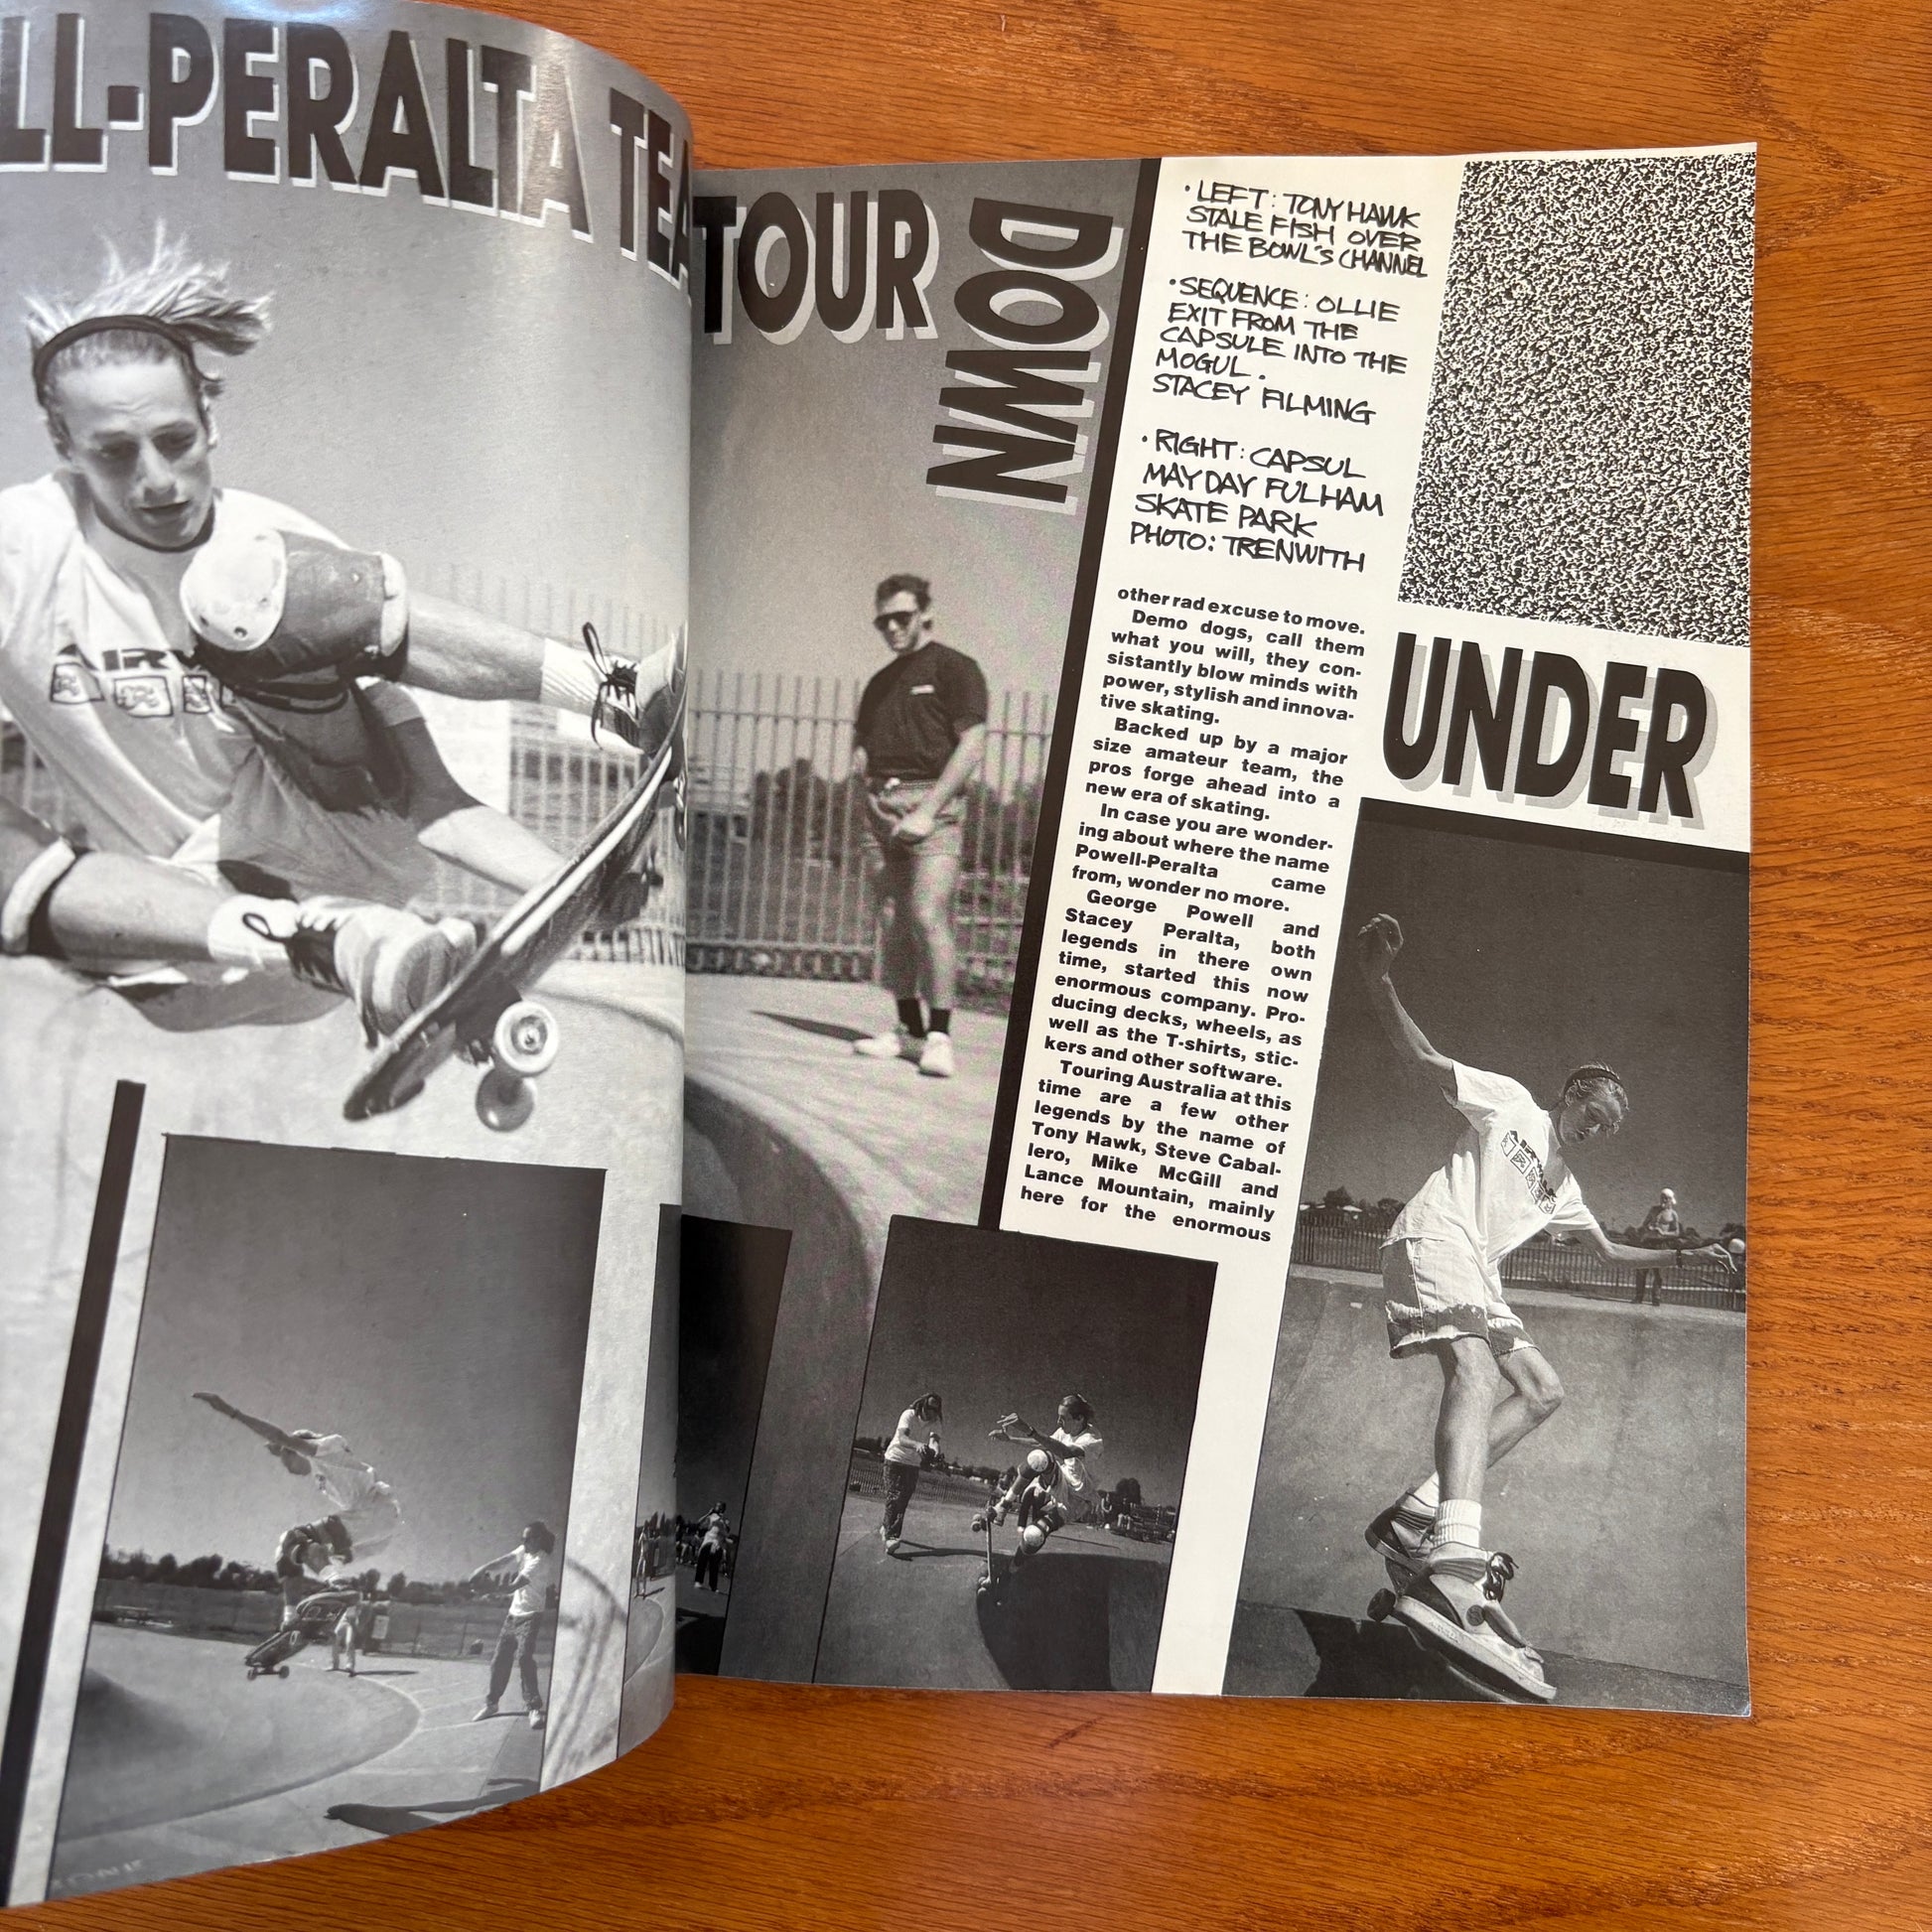 LL-PERALTA TEA
TOUR
DOWN
• LEFT : TONY HAWK
STALE FISH OVER
THE BOWL'S CHANNEL
• SEQUENCE : OLLIE
EXIT FROM THE
CAPSULE INTO THE
MOGUL .
STACEY FILMING
• RIGHT : CAPSUL
MAY DAY FULHAM
SKATE PARK
PHOTO : TRENWITH
UNDER
other rad excuse to move.
Demo dogs, call them
what you will, they con-
sistantly blow minds with
power, stylish and innova-
tive skating.
Backed up by a major
size amateur team, the
pros forge ahead into a
new era of skating.
In case you are wonder-
ing about where the name
Powell-Peralta came
from, wonder no more.
George Powell and
Stacey Peralta, both
legends in there own
time, started this now
enormous company. Pro-
ducing decks, wheels, as
well as the T-shirts, stic-
kers and other software.
Touring Australia at this
time are a few other
legends by the name of
Tony Hawk, Steve Cabal-
lero, Mike McGill and
Lance Mountain, mainly
here for the enormous